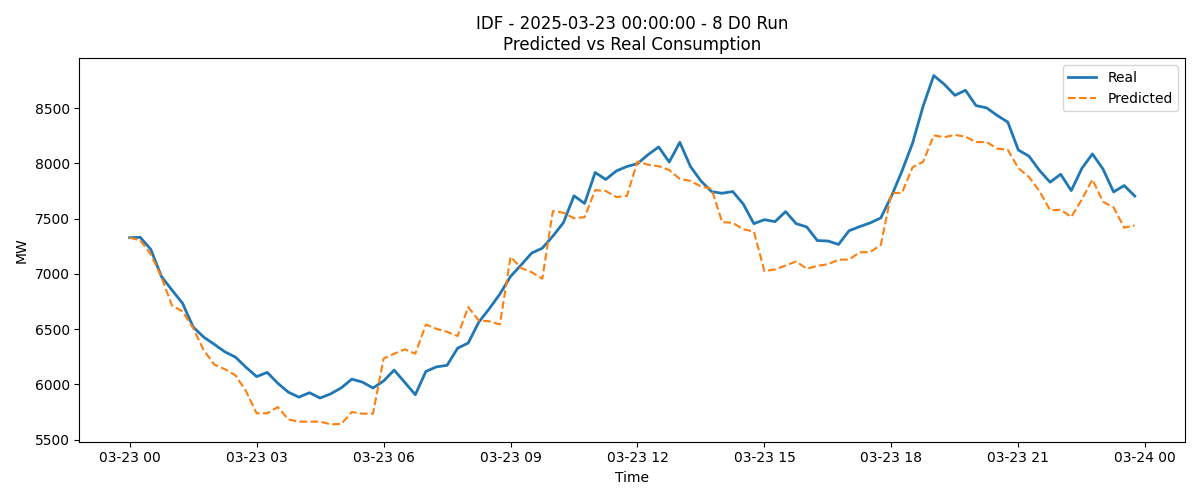 IDF - 2025-03-23 00:00:00 - 8 D0 Run
Predicted vs Real Consumption
Real
Predicted
MW
8500
8000
7500
7000
6500
6000
5500
03-23 00
03-23 03
03-23 06
03-23 09
03-23 12
03-23 15
03-23 18
03-23 21
03-24 00
Time